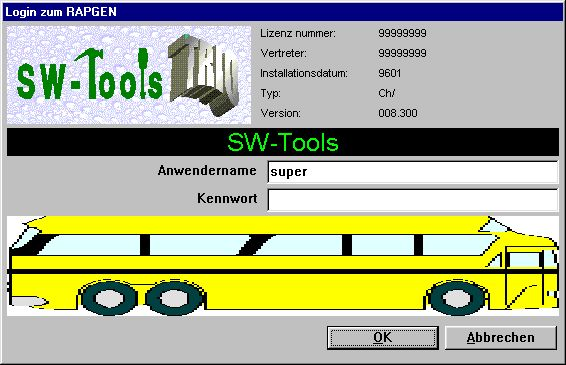 Login zum RAPGEN
SW-Tools TRIO
Lizenz nummer: 99999999
Vertreter: 99999999
Installationsdatum: 9601
Typ: Ch/
Version: 008.300
SW-Tools
Anwendername super
Kennwort
OK Abbrechen